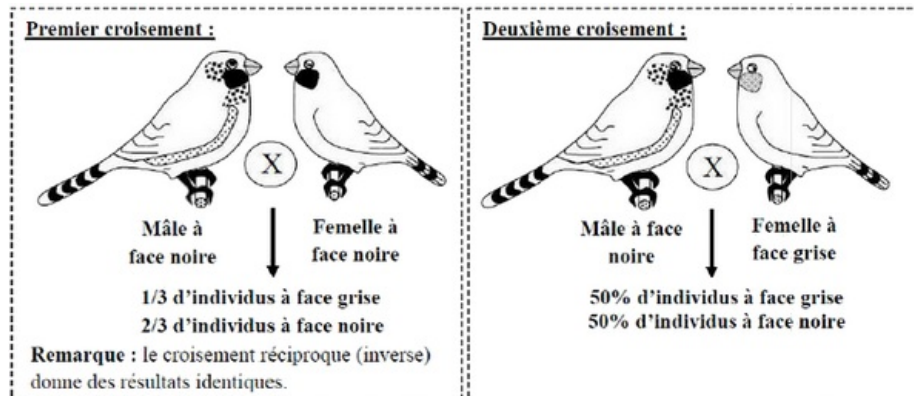 Premier croisement :
X
Mâle à
face noire
Femelle à
face noire
1/3 d'individus à face grise
2/3 d'individus à face noire
Remarque : le croisement réciproque (inverse)
donne des résultats identiques.
Deuxième croisement :
X
Mâle à face
noire
Femelle à
face grise
50% d'individus à face grise
50% d'individus à face noire